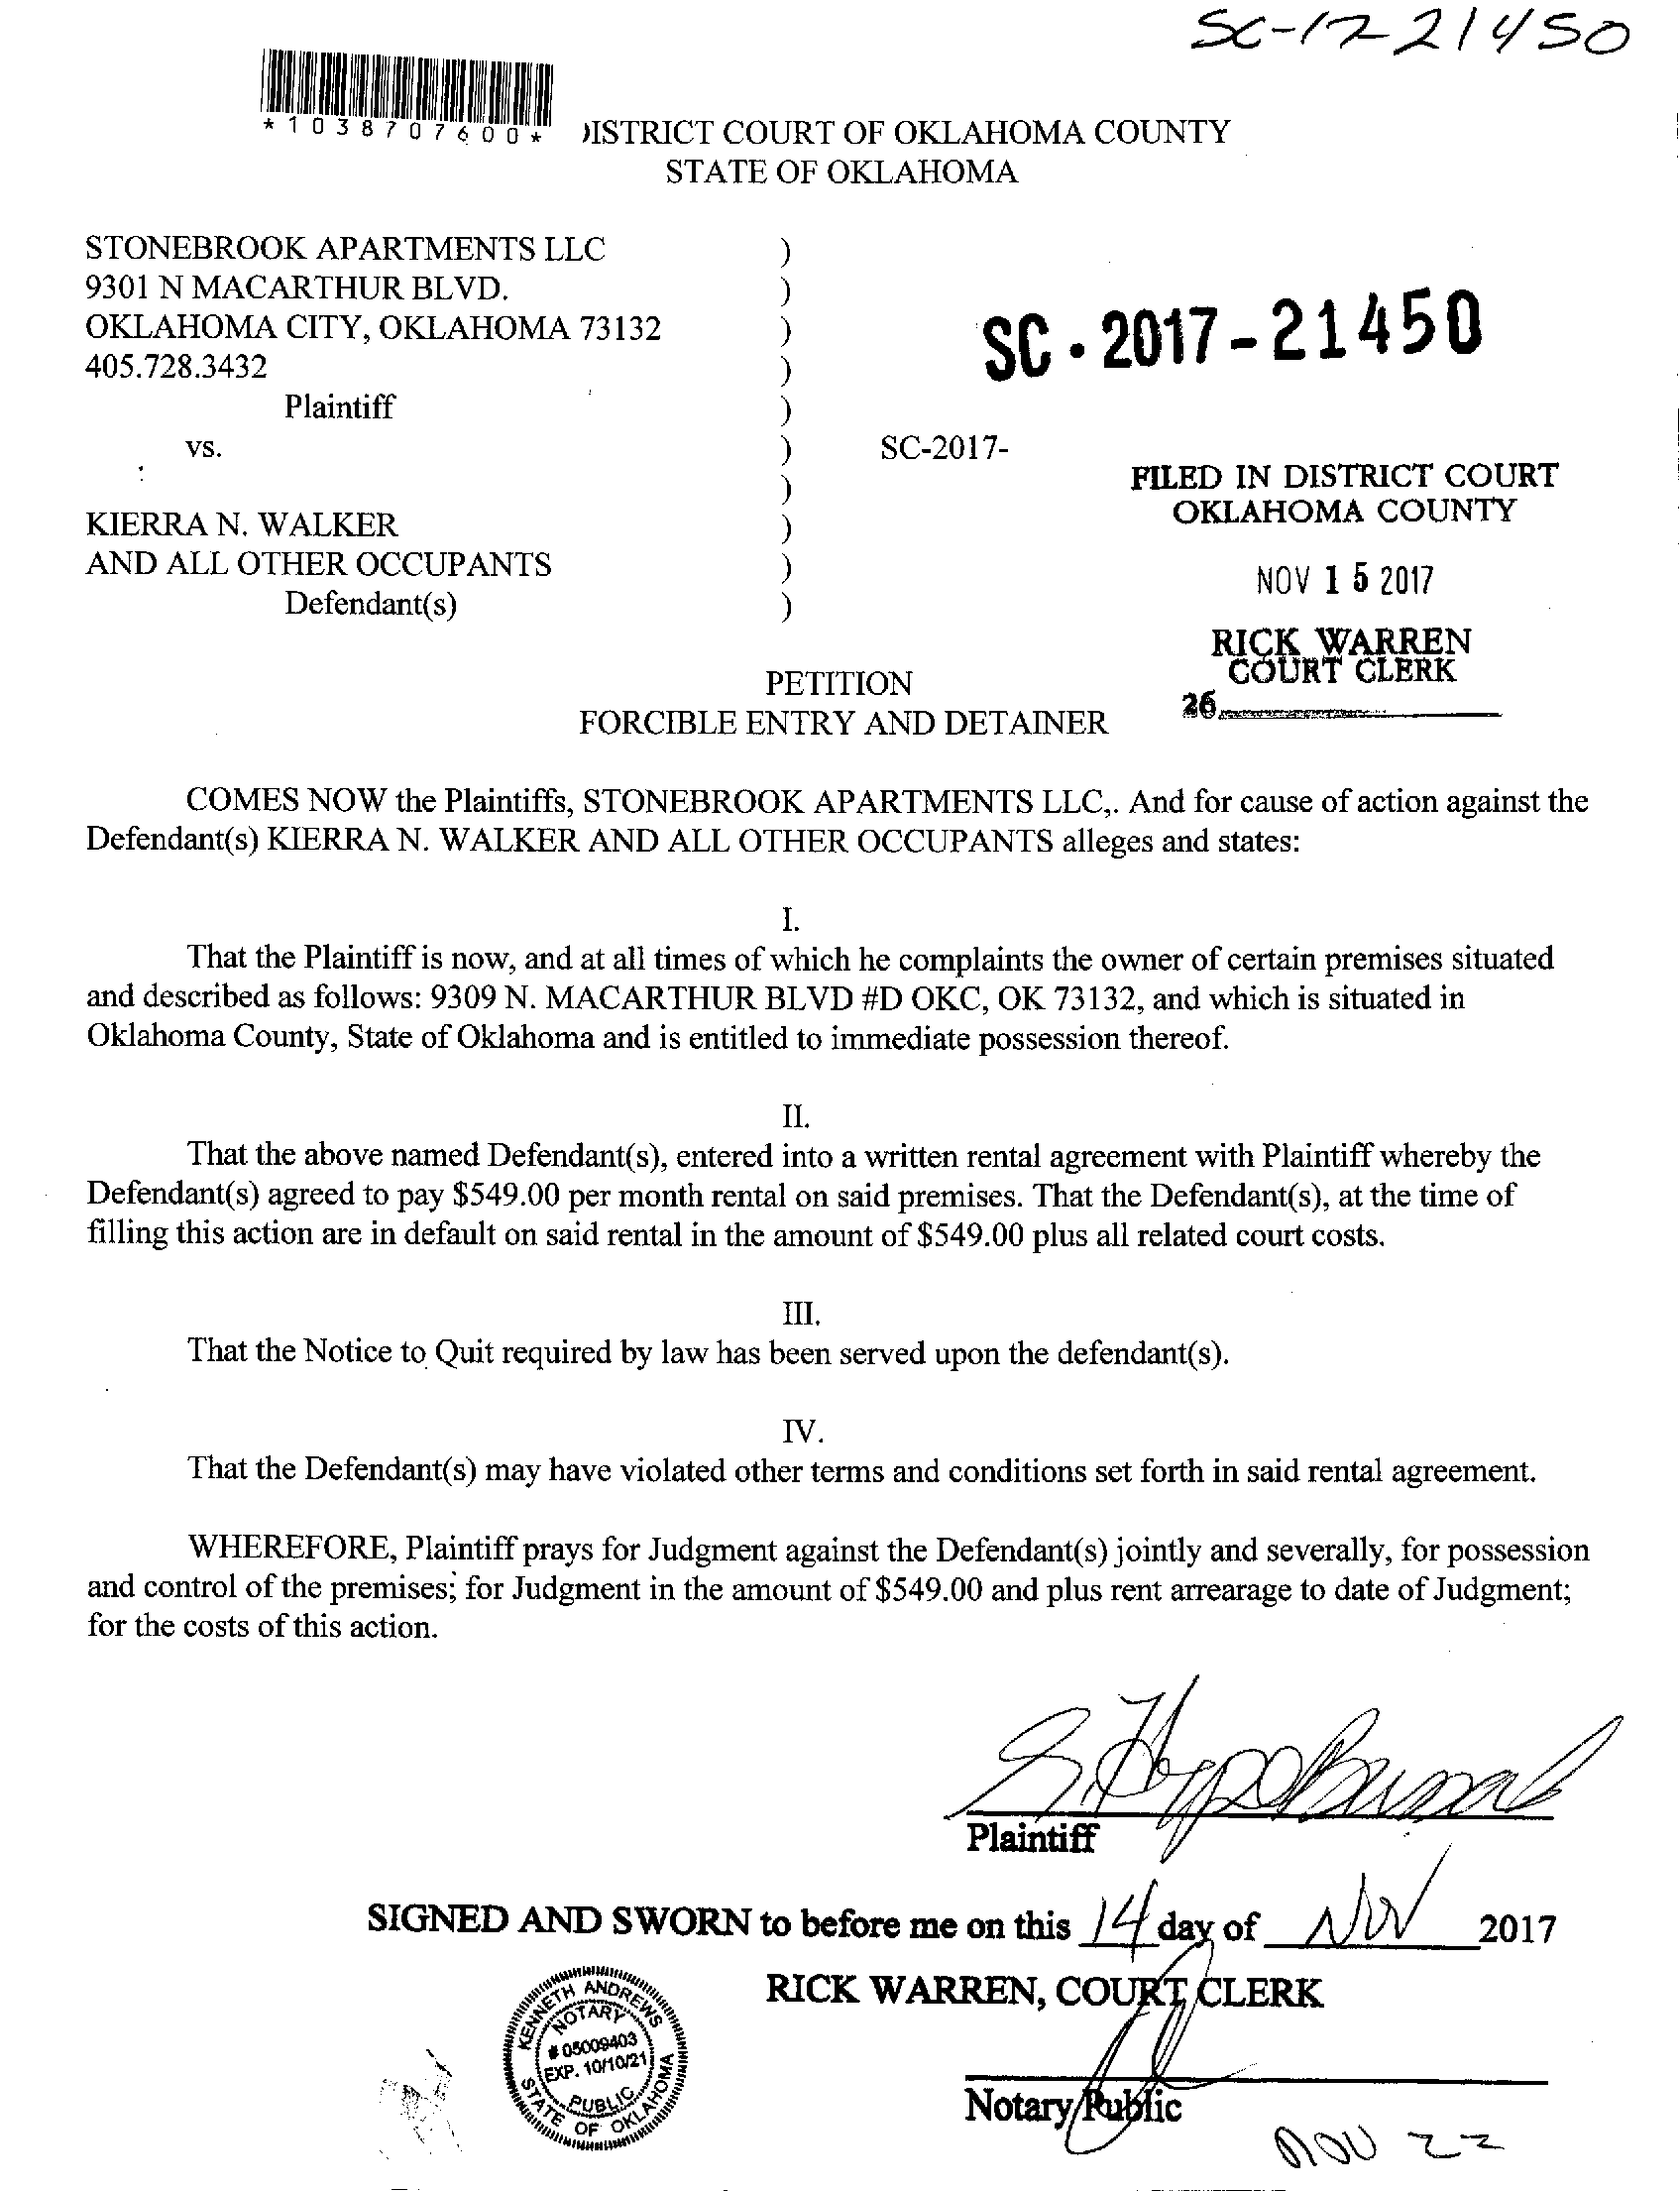 SC-17-21450
*1038707600*
DISTRICT COURT OF OKLAHOMA COUNTY
STATE OF OKLAHOMA
STONEBROOK APARTMENTS LLC )
9301 N MACARTHUR BLVD. )
OKLAHOMA CITY, OKLAHOMA 73132 )
405.728.3432 )
SC-2017-21450
Plaintiff )
vs. ) SC-2017-
)
FILED IN DISTRICT COURT
OKLAHOMA COUNTY
KIERRA N. WALKER )
AND ALL OTHER OCCUPANTS )
Defendant(s) )
NOV 15 2017
RICK WARREN
COURT CLERK
26
PETITION
FORCIBLE ENTRY AND DETAINER
COMES NOW the Plaintiffs, STONEBROOK APARTMENTS LLC,. And for cause of action against the
Defendant(s) KIERRA N. WALKER AND ALL OTHER OCCUPANTS alleges and states:
I.
That the Plaintiff is now, and at all times of which he complaints the owner of certain premises situated
and described as follows: 9309 N. MACARTHUR BLVD #D OKC, OK 73132, and which is situated in
Oklahoma County, State of Oklahoma and is entitled to immediate possession thereof.
II.
That the above named Defendant(s), entered into a written rental agreement with Plaintiff whereby the
Defendant(s) agreed to pay $549.00 per month rental on said premises. That the Defendant(s), at the time of
filling this action are in default on said rental in the amount of $549.00 plus all related court costs.
III.
That the Notice to Quit required by law has been served upon the defendant(s).
IV.
That the Defendant(s) may have violated other terms and conditions set forth in said rental agreement.
WHEREFORE, Plaintiff prays for Judgment against the Defendant(s) jointly and severally, for possession
and control of the premises; for Judgment in the amount of $549.00 and plus rent arrearage to date of Judgment;
for the costs of this action.
Plaintiff
SIGNED AND SWORN to before me on this 14 day of Nov 2017
RICK WARREN, COURT CLERK
KENNETH ANDREWS
NOTARY
# 05009403
EXP. 10/10/21
PUBLIC
STATE OF OKLAHOMA
Notary Public
NOV 22